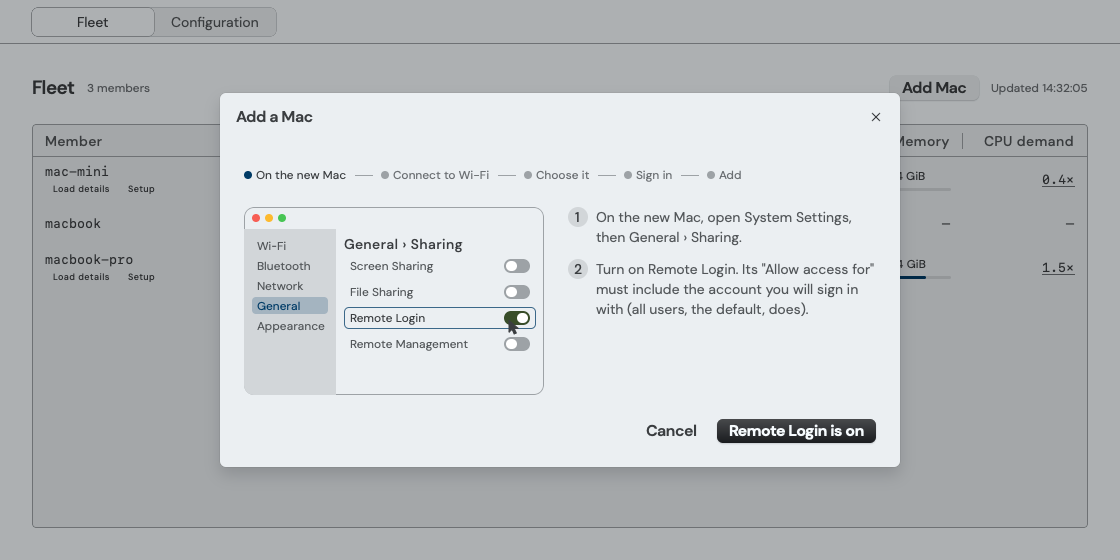 Fleet Configuration
Fleet 3 members Add Mac Updated 14:32:05
Member Memory CPU demand
mac-mini GiB 0.4×
Load details Setup
macbook — —
macbook-pro GiB 1.5×
Load details Setup
Add a Mac ×
On the new Mac Connect to Wi-Fi Choose it Sign in Add
Wi-Fi
Bluetooth
Network
General
Appearance
General › Sharing
Screen Sharing
File Sharing
Remote Login
Remote Management
1 On the new Mac, open System Settings,
then General › Sharing.
2 Turn on Remote Login. Its "Allow access for"
must include the account you will sign in
with (all users, the default, does).
Cancel Remote Login is on